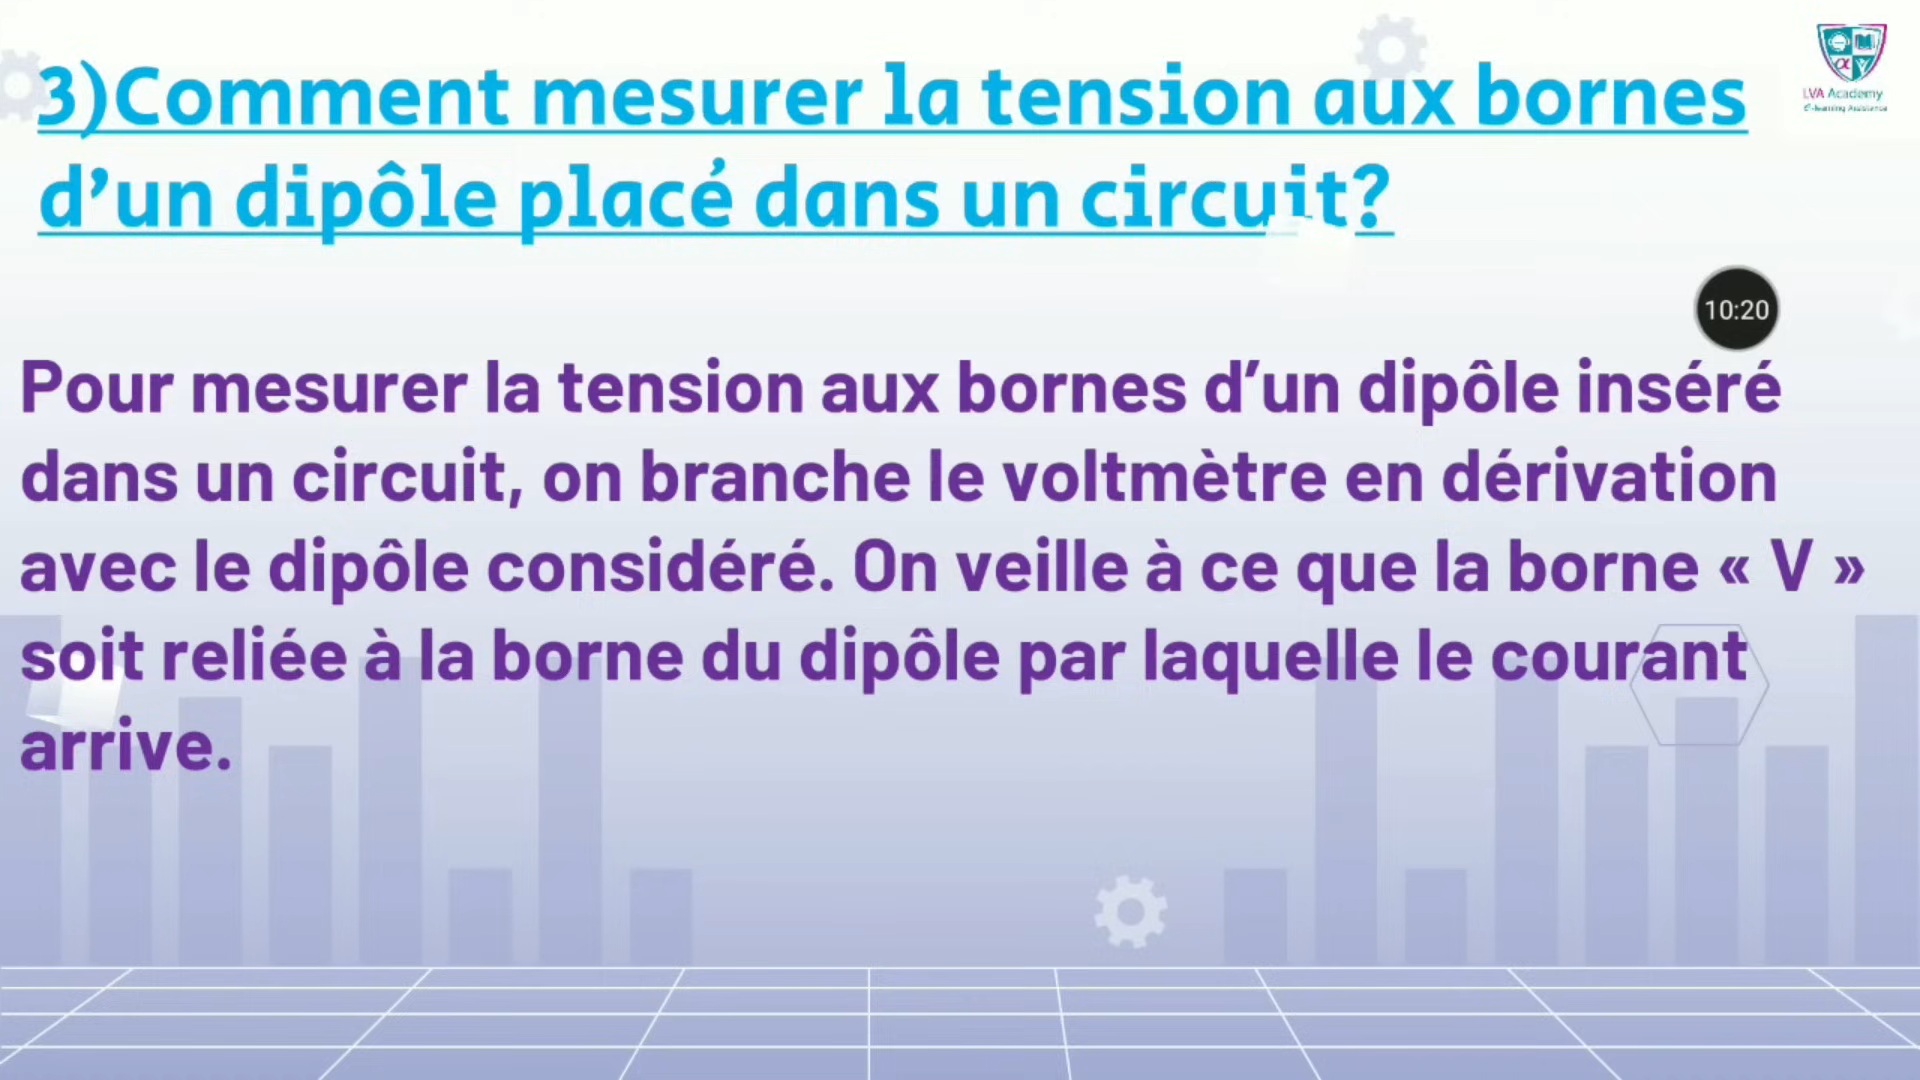 3)Comment mesurer la tension aux bornes
d’un dipôle placé dans un circuit?
LVA Academy
E-learning Assistance
10:20
Pour mesurer la tension aux bornes d’un dipôle inséré
dans un circuit, on branche le voltmètre en dérivation
avec le dipôle considéré. On veille à ce que la borne « V »
soit reliée à la borne du dipôle par laquelle le courant
arrive.